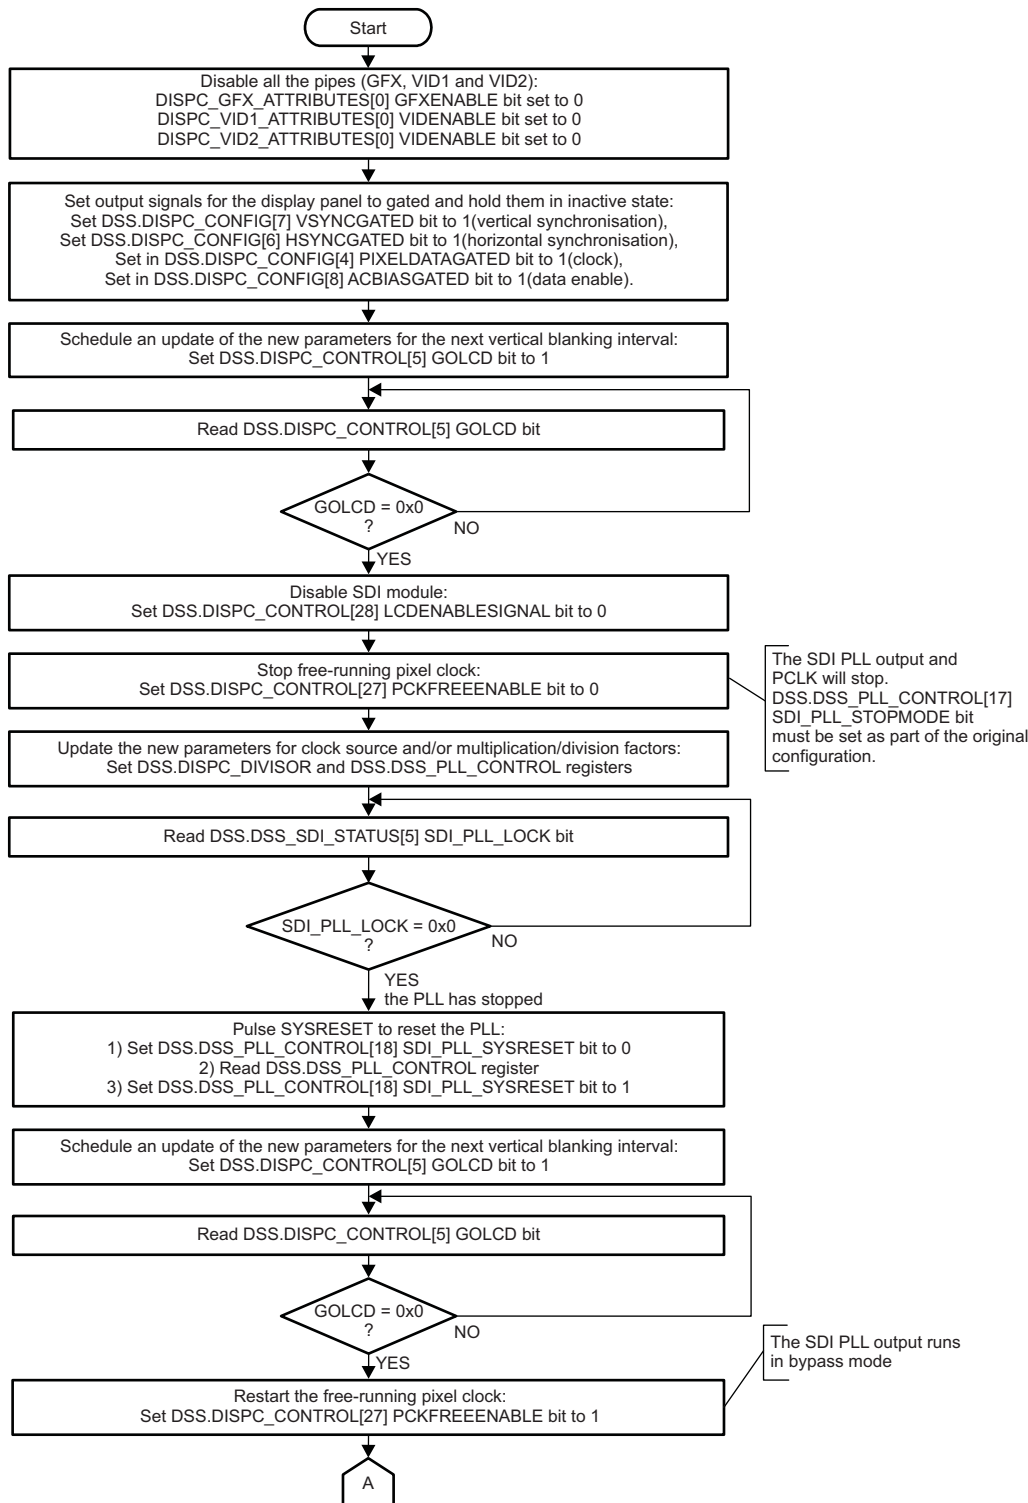 Start
Disable all the pipes (GFX, VID1 and VID2):
DISPC_GFX_ATTRIBUTES[0] GFXENABLE bit set to 0
DISPC_VID1_ATTRIBUTES[0] VIDENABLE bit set to 0
DISPC_VID2_ATTRIBUTES[0] VIDENABLE bit set to 0
Set output signals for the display panel to gated and hold them in inactive state:
Set DSS.DISPC_CONFIG[7] VSYNCGATED bit to 1(vertical synchronisation),
Set DSS.DISPC_CONFIG[6] HSYNCGATED bit to 1(horizontal synchronisation),
Set in DSS.DISPC_CONFIG[4] PIXELDATAGATED bit to 1(clock),
Set in DSS.DISPC_CONFIG[8] ACBIASGATED bit to 1(data enable).
Schedule an update of the new parameters for the next vertical blanking interval:
Set DSS.DISPC_CONTROL[5] GOLCD bit to 1
Read DSS.DISPC_CONTROL[5] GOLCD bit
GOLCD = 0x0
?
NO
YES
Disable SDI module:
Set DSS.DISPC_CONTROL[28] LCDENABLESIGNAL bit to 0
Stop free-running pixel clock:
Set DSS.DISPC_CONTROL[27] PCKFREEENABLE bit to 0
The SDI PLL output and
PCLK will stop.
DSS.DSS_PLL_CONTROL[17]
SDI_PLL_STOPMODE bit
must be set as part of the original
configuration.
Update the new parameters for clock source and/or multiplication/division factors:
Set DSS.DISPC_DIVISOR and DSS.DSS_PLL_CONTROL registers
Read DSS.DSS_SDI_STATUS[5] SDI_PLL_LOCK bit
SDI_PLL_LOCK = 0x0
?
NO
YES
the PLL has stopped
Pulse SYSRESET to reset the PLL:
1) Set DSS.DSS_PLL_CONTROL[18] SDI_PLL_SYSRESET bit to 0
2) Read DSS.DSS_PLL_CONTROL register
3) Set DSS.DSS_PLL_CONTROL[18] SDI_PLL_SYSRESET bit to 1
Schedule an update of the new parameters for the next vertical blanking interval:
Set DSS.DISPC_CONTROL[5] GOLCD bit to 1
Read DSS.DISPC_CONTROL[5] GOLCD bit
GOLCD = 0x0
?
NO
YES
The SDI PLL output runs
in bypass mode
Restart the free-running pixel clock:
Set DSS.DISPC_CONTROL[27] PCKFREEENABLE bit to 1
A